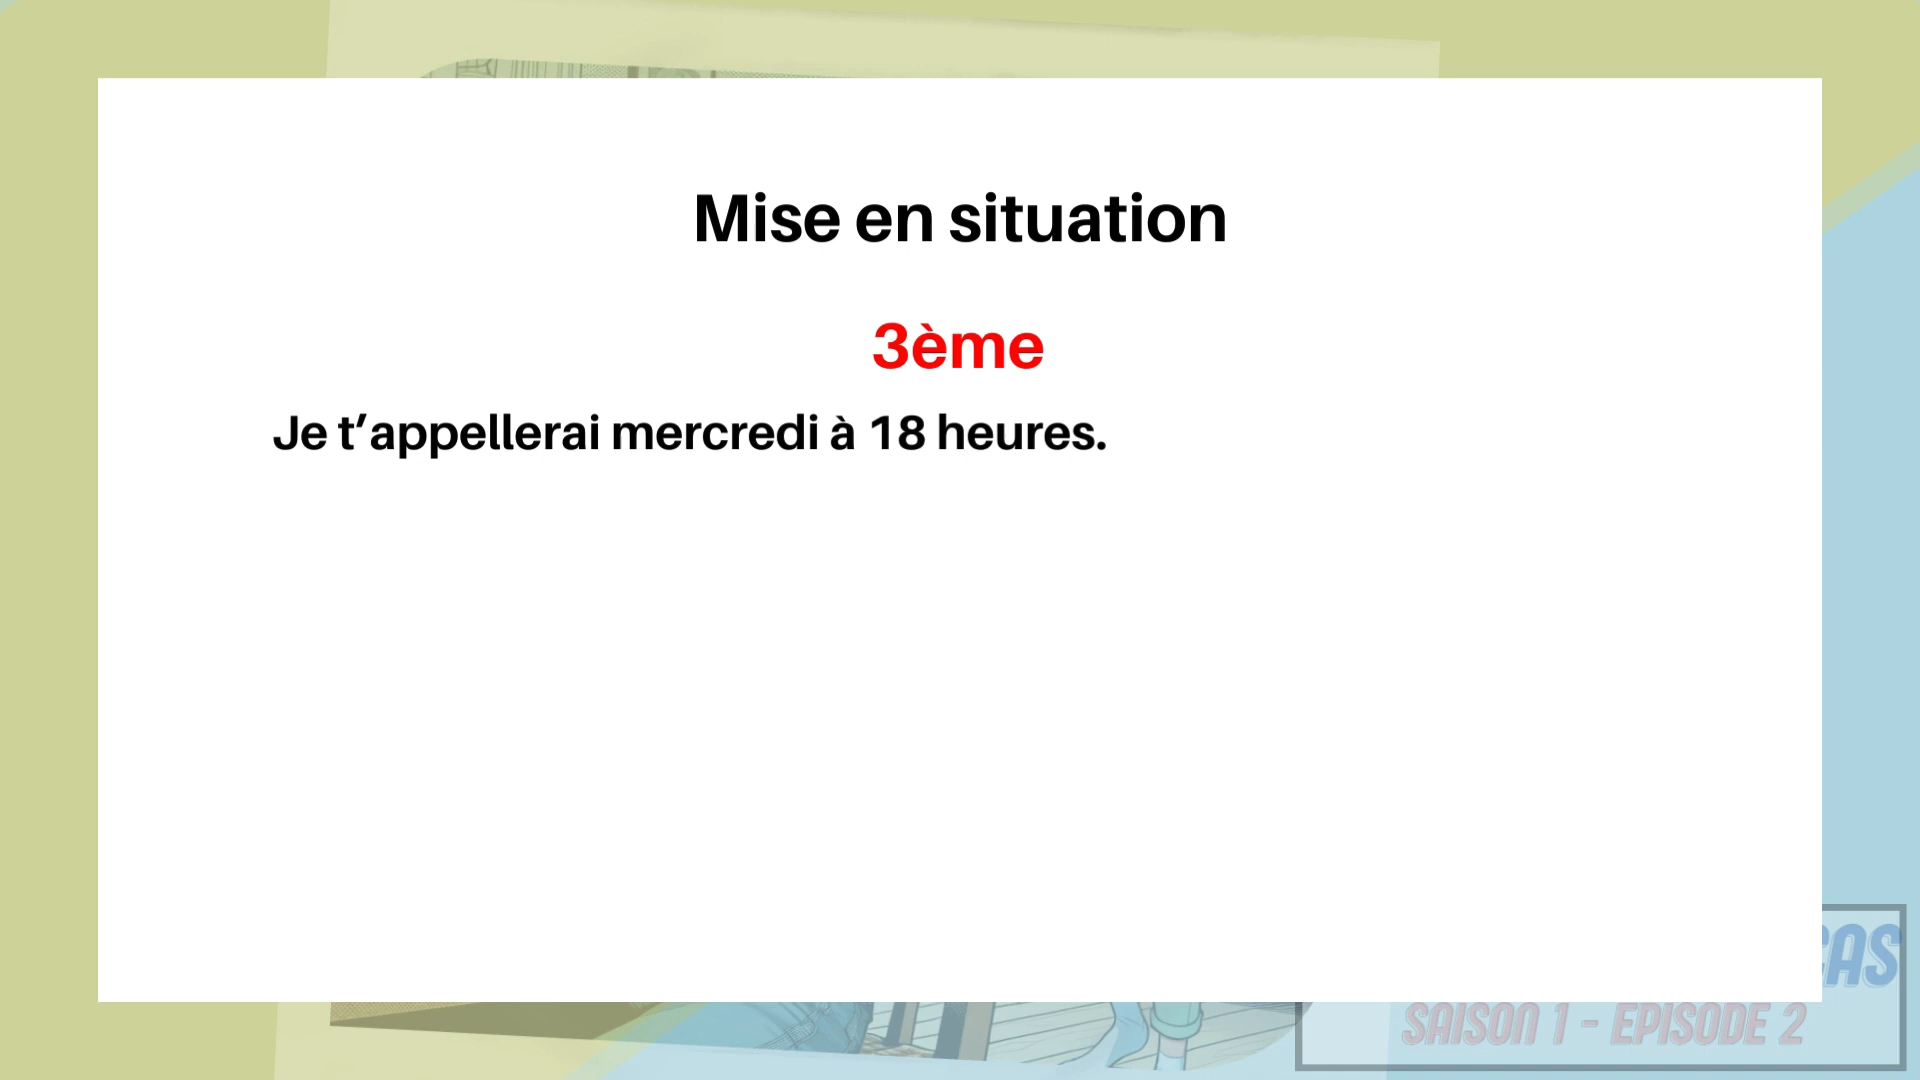 Mise en situation
3ème
Je t’appellerai mercredi à 18 heures.
SAISON 1 - EPISODE 2